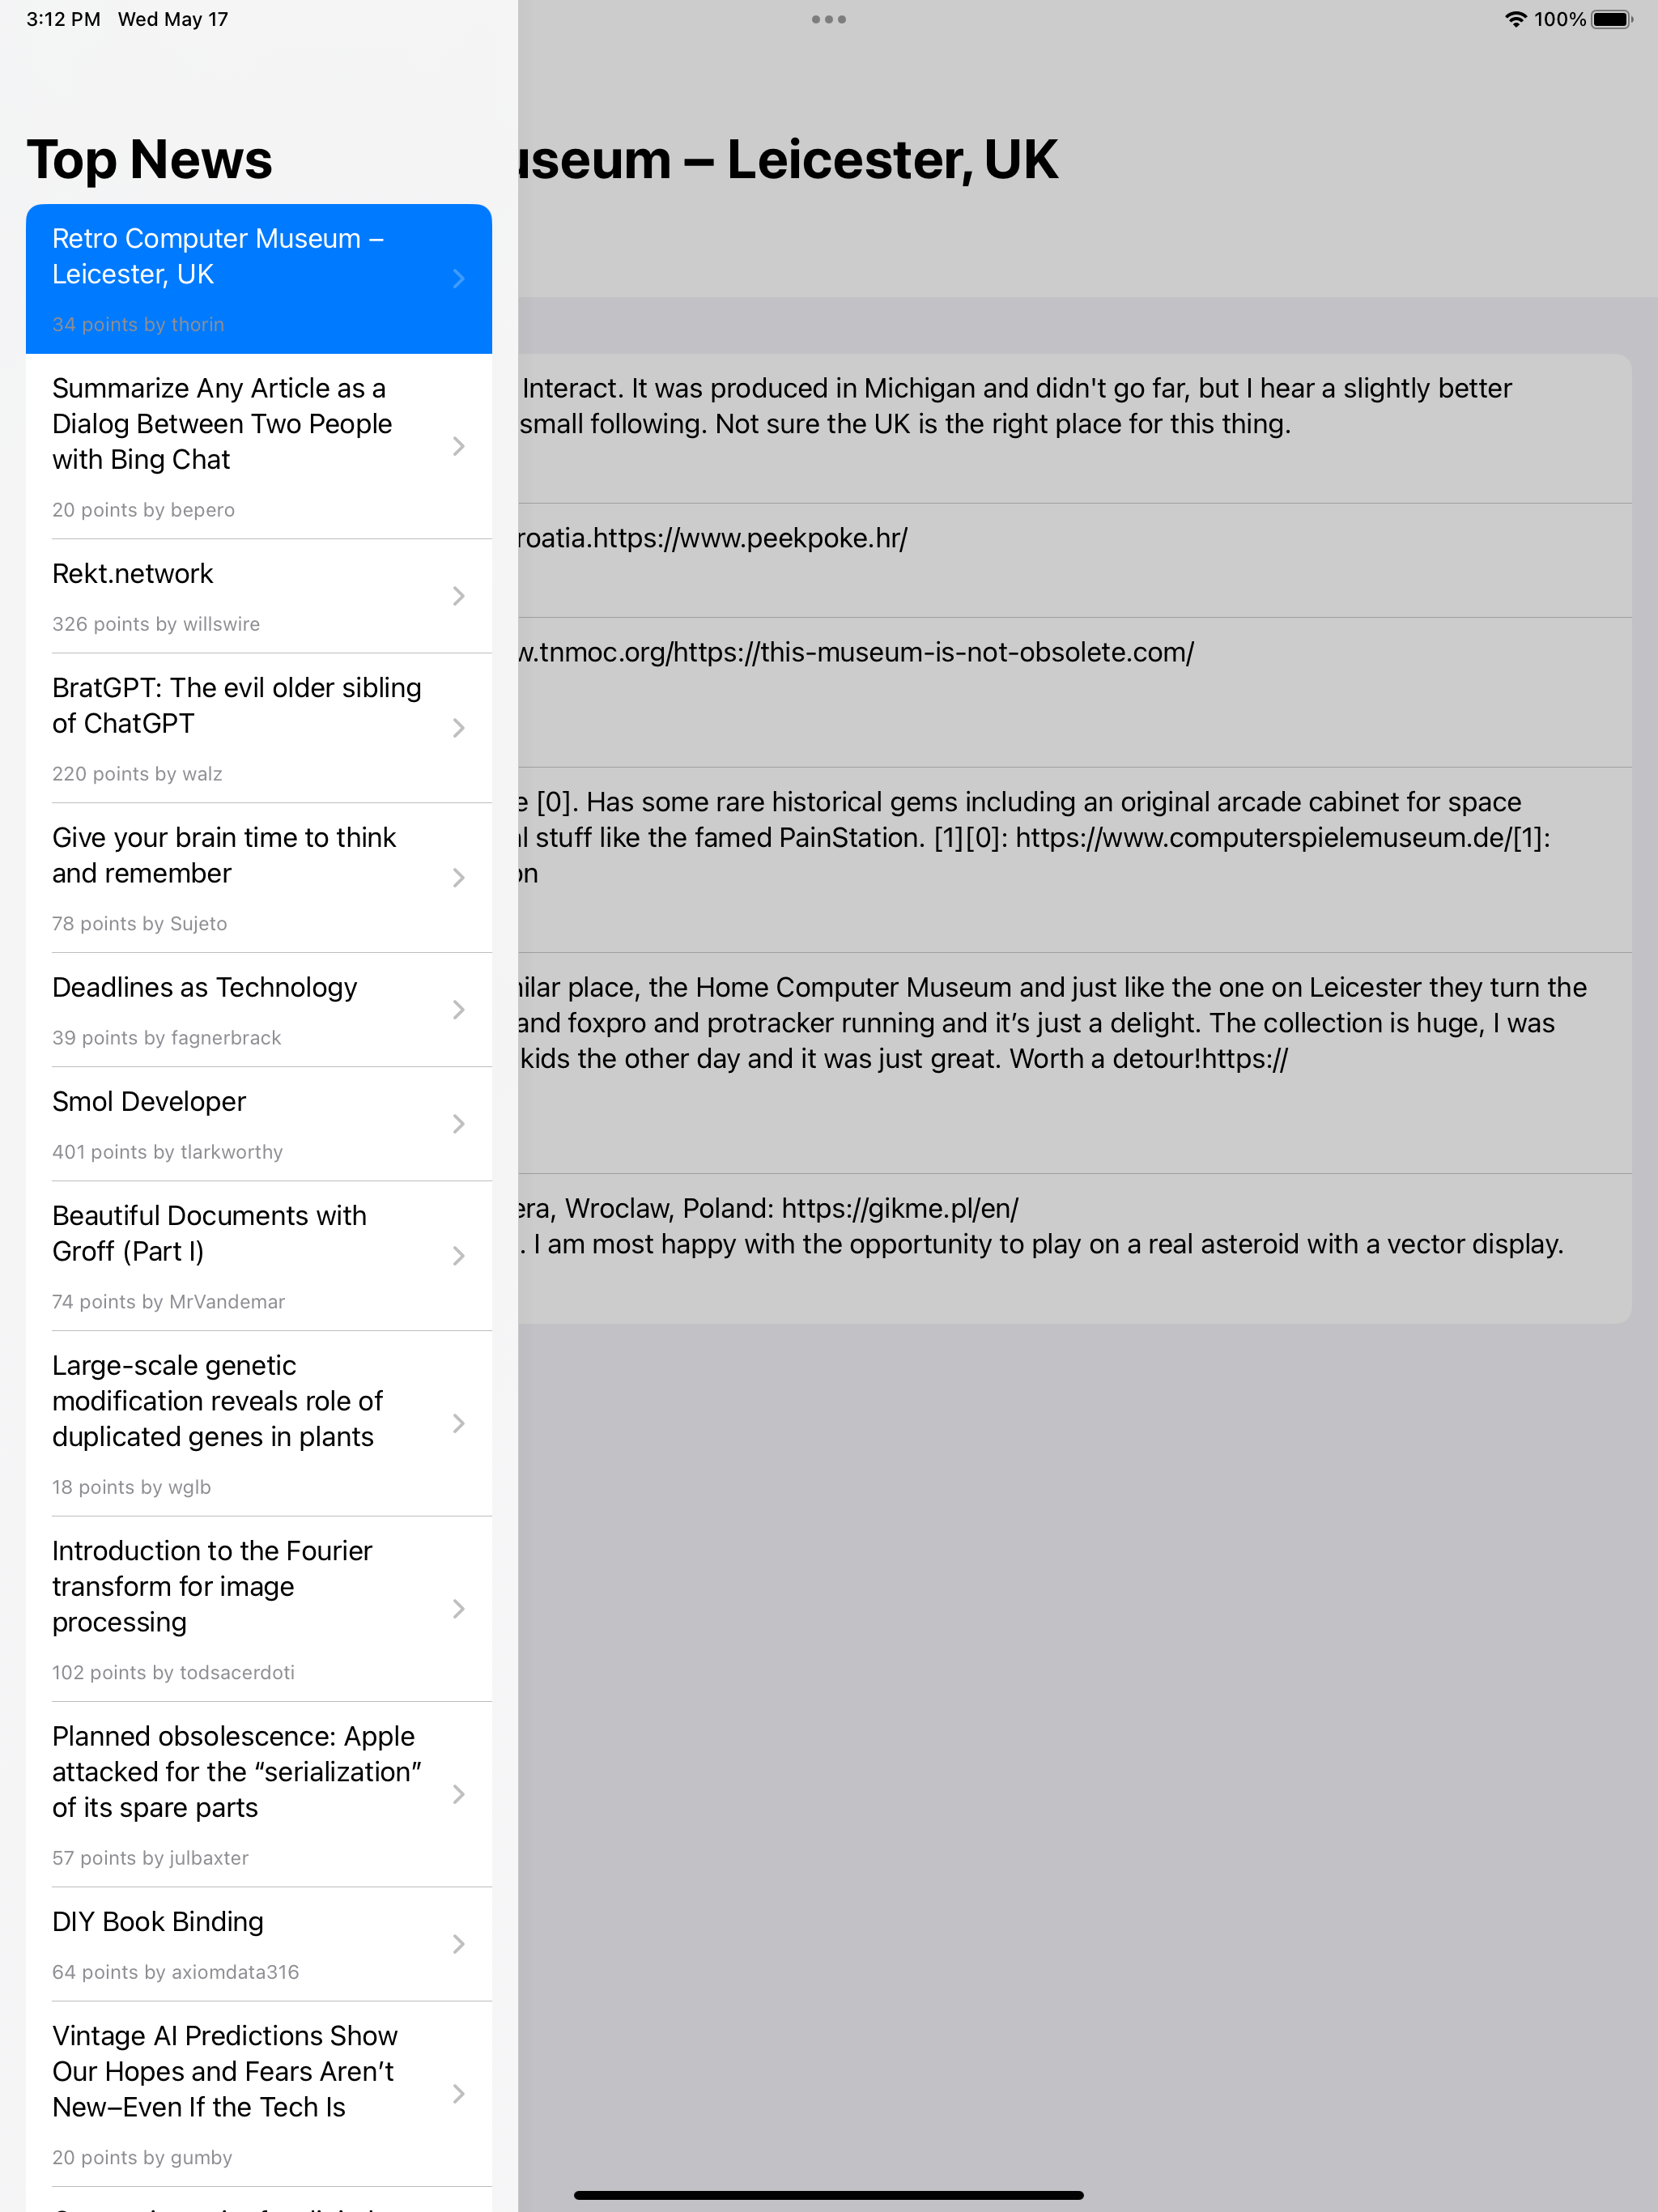 3:12 PM Wed May 17
100%
Top News
Retro Computer Museum –
Leicester, UK
34 points by thorin
Summarize Any Article as a
Dialog Between Two People
with Bing Chat
20 points by bepero
Rekt.network
326 points by willswire
BratGPT: The evil older sibling
of ChatGPT
220 points by walz
Give your brain time to think
and remember
78 points by Sujeto
Deadlines as Technology
39 points by fagnerbrack
Smol Developer
401 points by tlarkworthy
Beautiful Documents with
Groff (Part I)
74 points by MrVandemar
Large-scale genetic
modification reveals role of
duplicated genes in plants
18 points by wglb
Introduction to the Fourier
transform for image
processing
102 points by todsacerdoti
Planned obsolescence: Apple
attacked for the “serialization”
of its spare parts
57 points by julbaxter
DIY Book Binding
64 points by axiomdata316
Vintage AI Predictions Show
Our Hopes and Fears Aren’t
New—Even If the Tech Is
20 points by gumby
useum – Leicester, UK
Interact. It was produced in Michigan and didn't go far, but I hear a slightly better
small following. Not sure the UK is the right place for this thing.
roatia.https://www.peekpoke.hr/
w.tnmoc.org/https://this-museum-is-not-obsolete.com/
e [0]. Has some rare historical gems including an original arcade cabinet for space
l stuff like the famed PainStation. [1][0]: https://www.computerspielemuseum.de/[1]:
on
nilar place, the Home Computer Museum and just like the one on Leicester they turn the
and foxpro and protracker running and it’s just a delight. The collection is huge, I was
kids the other day and it was just great. Worth a detour!https://
era, Wroclaw, Poland: https://gikme.pl/en/
. I am most happy with the opportunity to play on a real asteroid with a vector display.